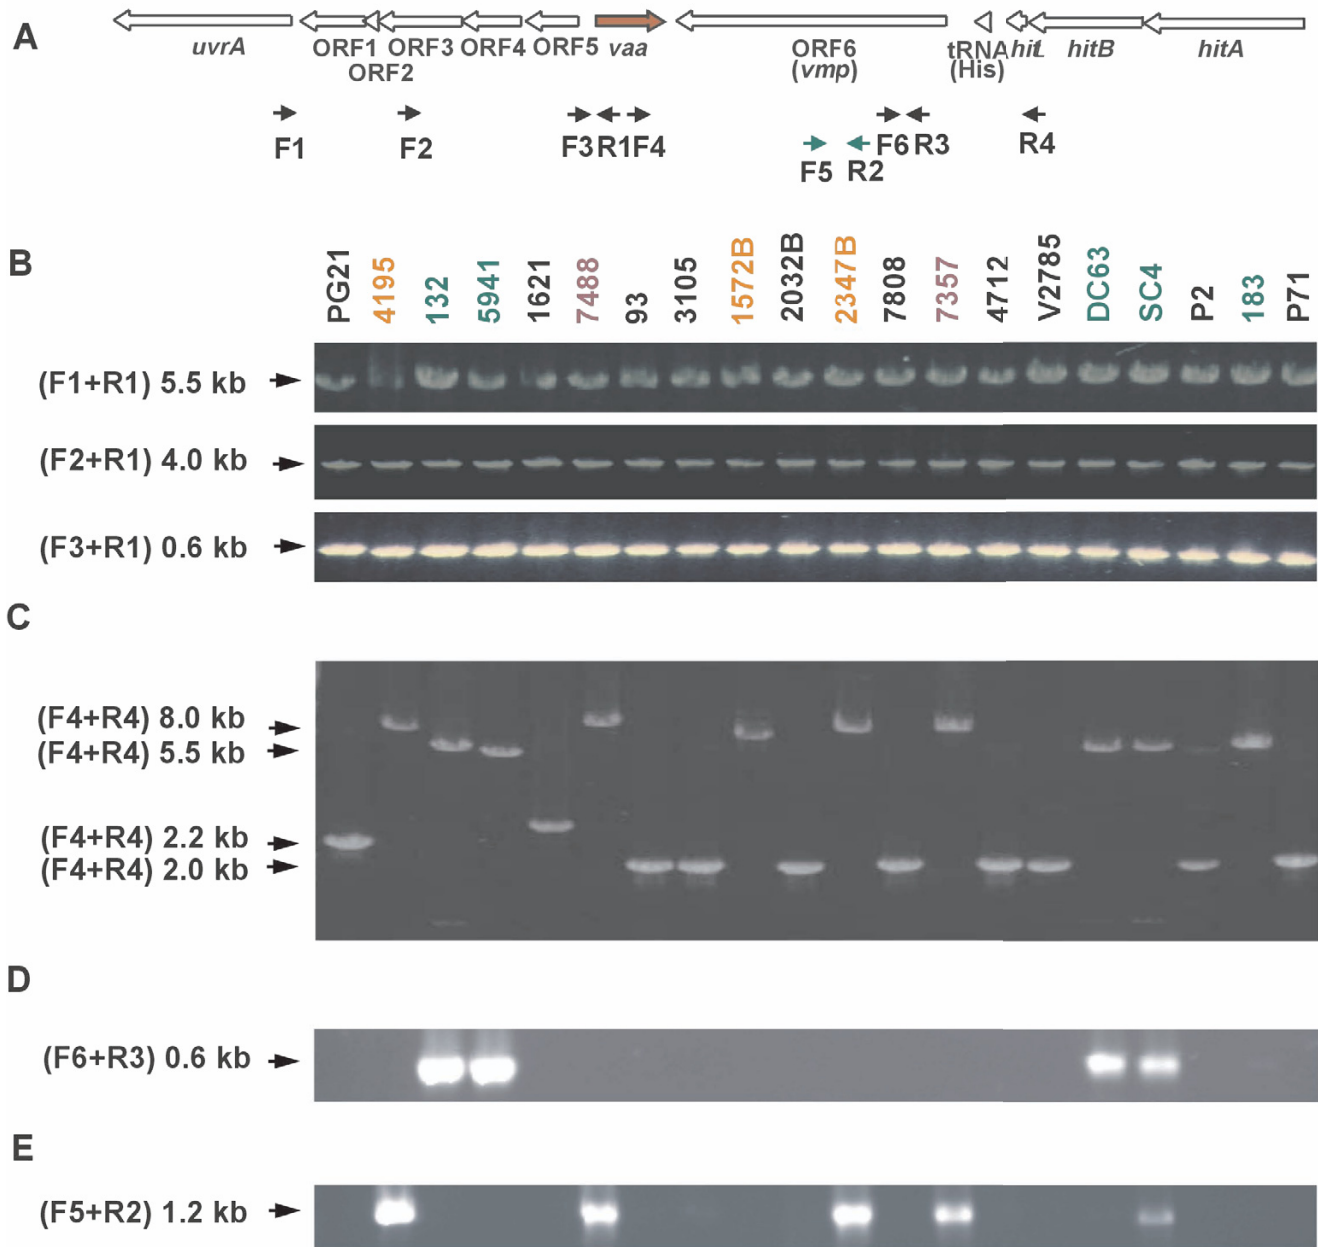 A
uvrA ORF1 ORF3 ORF4 ORF5 vaa ORF6 tRNA hitL hitB hitA
ORF2 (vmp) (His)
F1 F2 F3 R1 F4 F6 R3 R4
F5 R2
B
PG21 4195 132 5941 1621 7488 93 3105 1572B 2032B 2347B 7808 7357 4712 V2785 DC63 SC4 P2 183 P71
(F1+R1) 5.5 kb
(F2+R1) 4.0 kb
(F3+R1) 0.6 kb
C
(F4+R4) 8.0 kb
(F4+R4) 5.5 kb
(F4+R4) 2.2 kb
(F4+R4) 2.0 kb
D
(F6+R3) 0.6 kb
E
(F5+R2) 1.2 kb